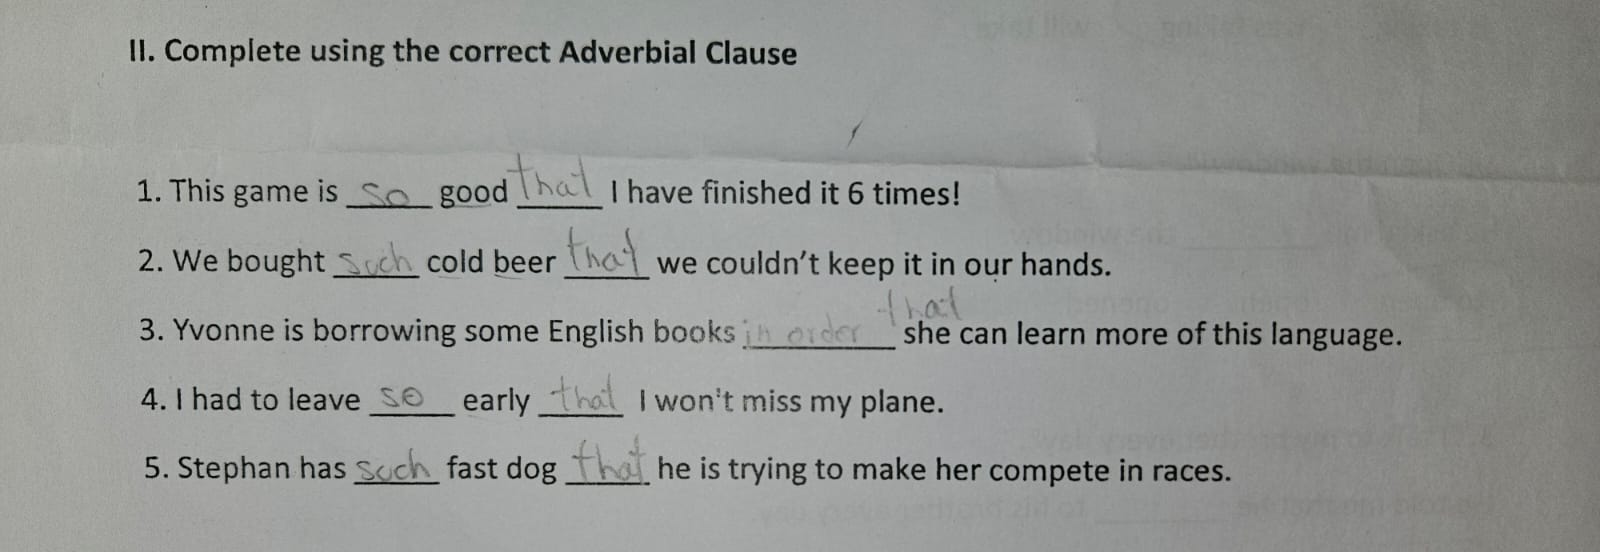 II. Complete using the correct Adverbial Clause
1. This game is so good that I have finished it 6 times!
2. We bought such cold beer that we couldn't keep it in our hands.
3. Yvonne is borrowing some English books in order that she can learn more of this language.
4. I had to leave so early that I won't miss my plane.
5. Stephan has such fast dog that he is trying to make her compete in races.